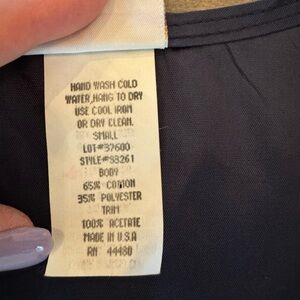 HAND WASH COLD
WATER,HANG TO DRY
USE COOL IRON
OR DRY CLEAN.
SMALL
LOT#37600
STYLE#S8261
BODY
65% COTTON
35% POLYESTER
TRIM
100% ACETATE
MADE IN U.S.A
RN 44480